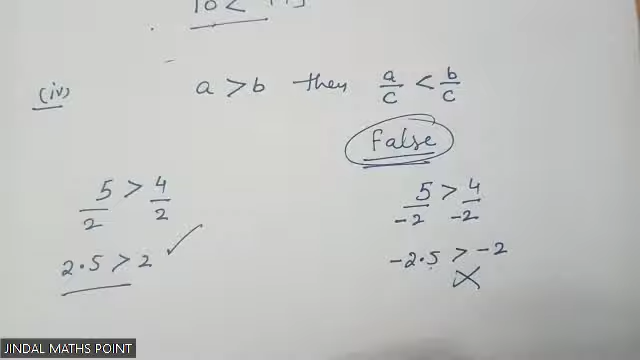 10 <
(iv) a > b then a/c < b/c
False
5/2 > 4/2
2.5 > 2 ✓
5/-2 > 4/-2
-2.5 > -2
✗
JINDAL MATHS POINT